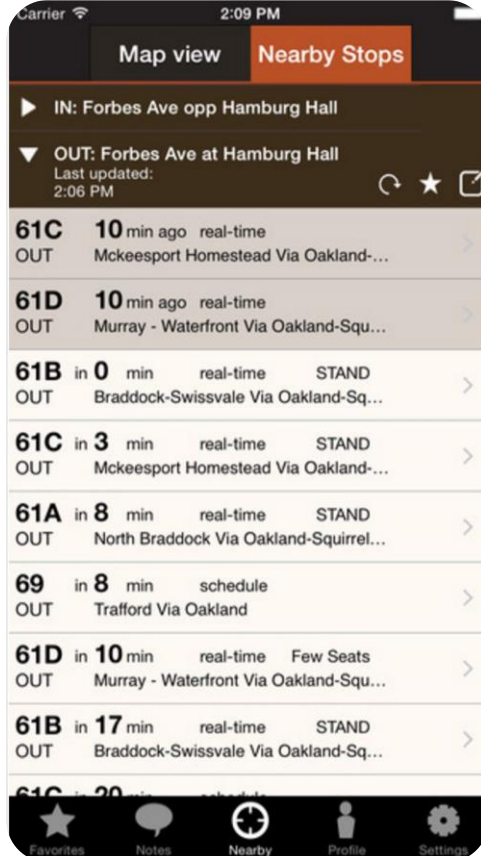 Carrier 2:09 PM
Map view Nearby Stops
IN: Forbes Ave opp Hamburg Hall
OUT: Forbes Ave at Hamburg Hall
Last updated:
2:06 PM
61C 10 min ago real-time
OUT Mckeesport Homestead Via Oakland-...
61D 10 min ago real-time
OUT Murray - Waterfront Via Oakland-Squ...
61B in 0 min real-time STAND
OUT Braddock-Swissvale Via Oakland-Sq...
61C in 3 min real-time STAND
OUT Mckeesport Homestead Via Oakland-...
61A in 8 min real-time STAND
OUT North Braddock Via Oakland-Squirrel...
69 in 8 min schedule
OUT Trafford Via Oakland
61D in 10 min real-time Few Seats
OUT Murray - Waterfront Via Oakland-Squ...
61B in 17 min real-time STAND
OUT Braddock-Swissvale Via Oakland-Sq...
61C in 20 min schedule
Favorites Notes Nearby Profile Settings